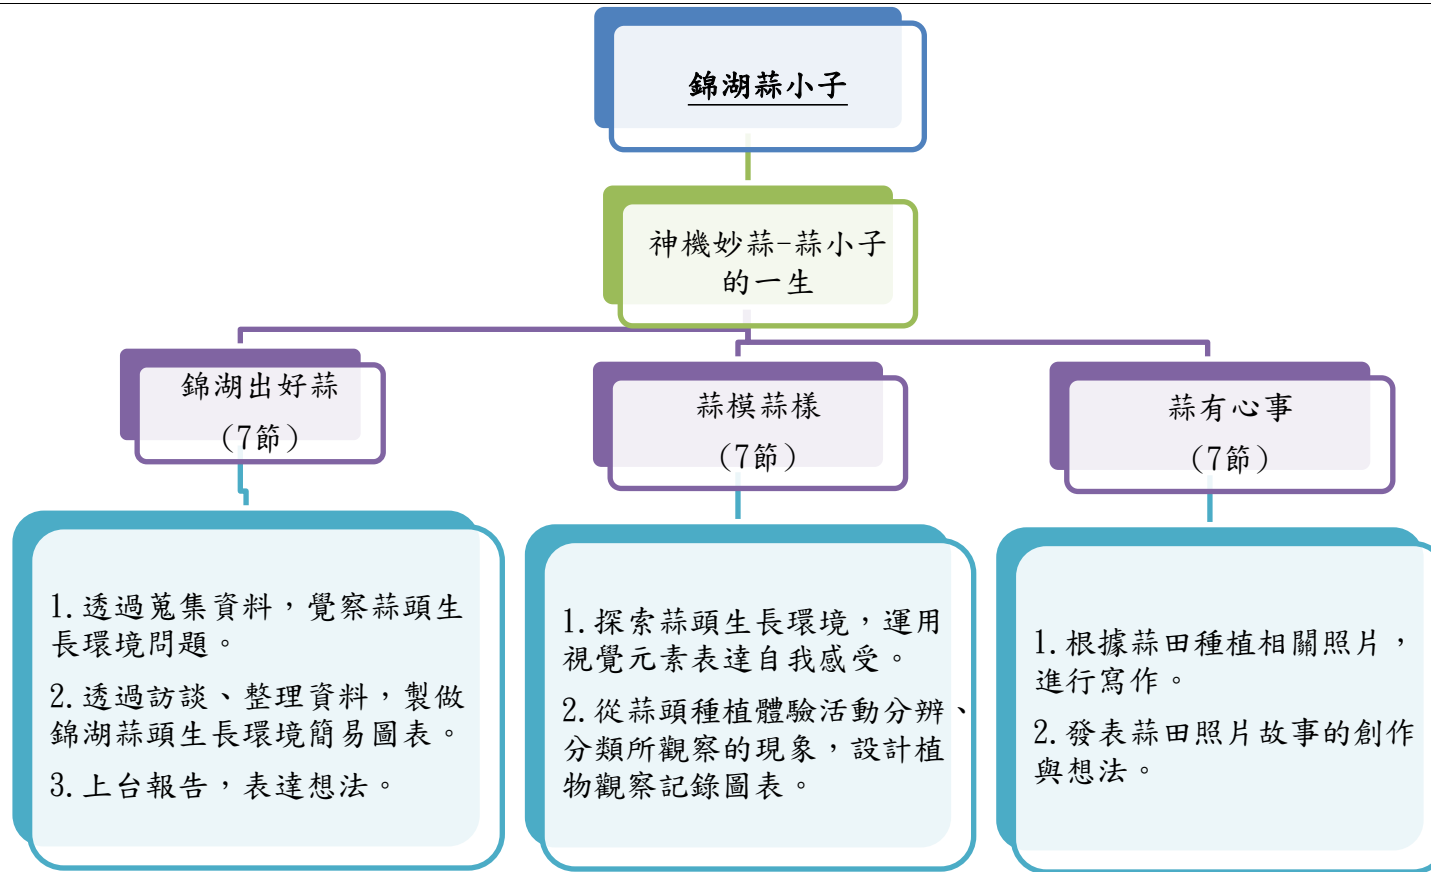 錦湖蒜小子
神機妙蒜-蒜小子
的一生
錦湖出好蒜
(7節)
蒜模蒜樣
(7節)
蒜有心事
(7節)
1.透過蒐集資料，覺察蒜頭生
長環境問題。
2.透過訪談、整理資料，製做
錦湖蒜頭生長環境簡易圖表。
3.上台報告，表達想法。
1.探索蒜頭生長環境，運用
視覺元素表達自我感受。
2.從蒜頭種植體驗活動分辨、
分類所觀察的現象，設計植
物觀察記錄圖表。
1.根據蒜田種植相關照片，
進行寫作。
2.發表蒜田照片故事的創作
與想法。